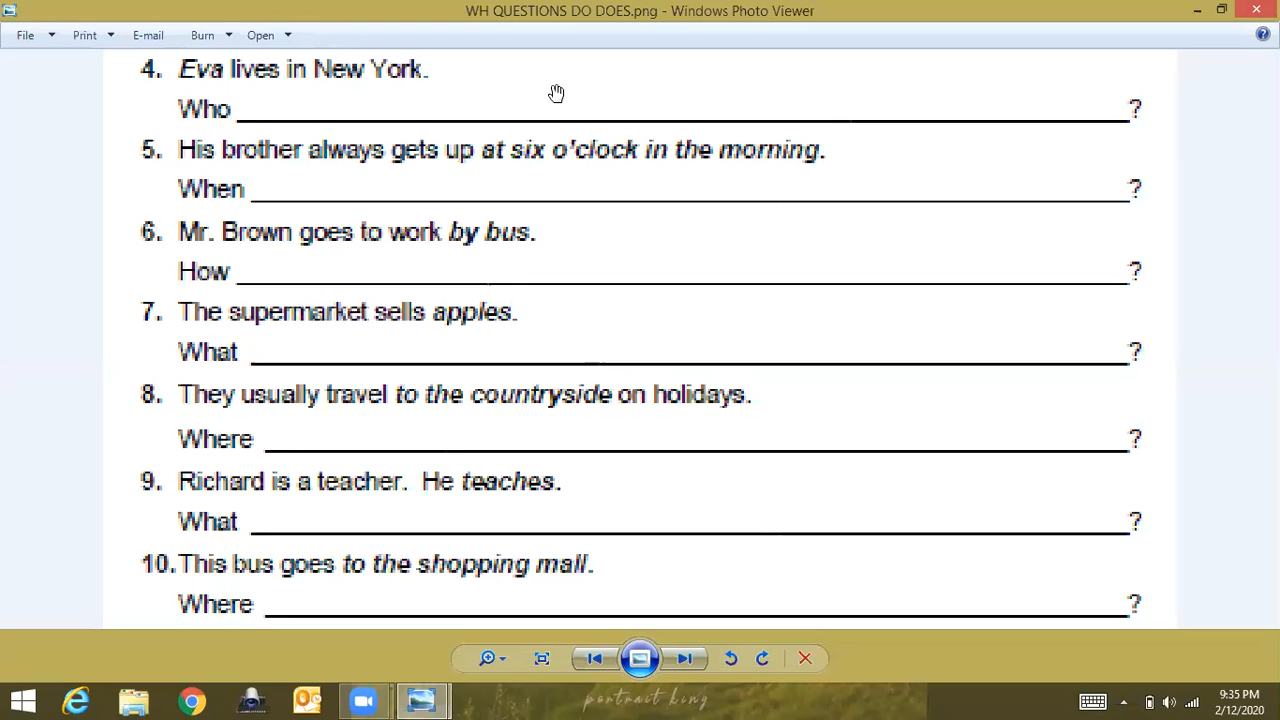 WH QUESTIONS DO DOES.png - Windows Photo Viewer
File Print E-mail Burn Open
4. Eva lives in New York.
Who ?
5. His brother always gets up at six o'clock in the morning.
When ?
6. Mr. Brown goes to work by bus.
How ?
7. The supermarket sells apples.
What ?
8. They usually travel to the countryside on holidays.
Where ?
9. Richard is a teacher. He teaches.
What ?
10. This bus goes to the shopping mall.
Where ?
portrait king
9:35 PM
2/12/2020